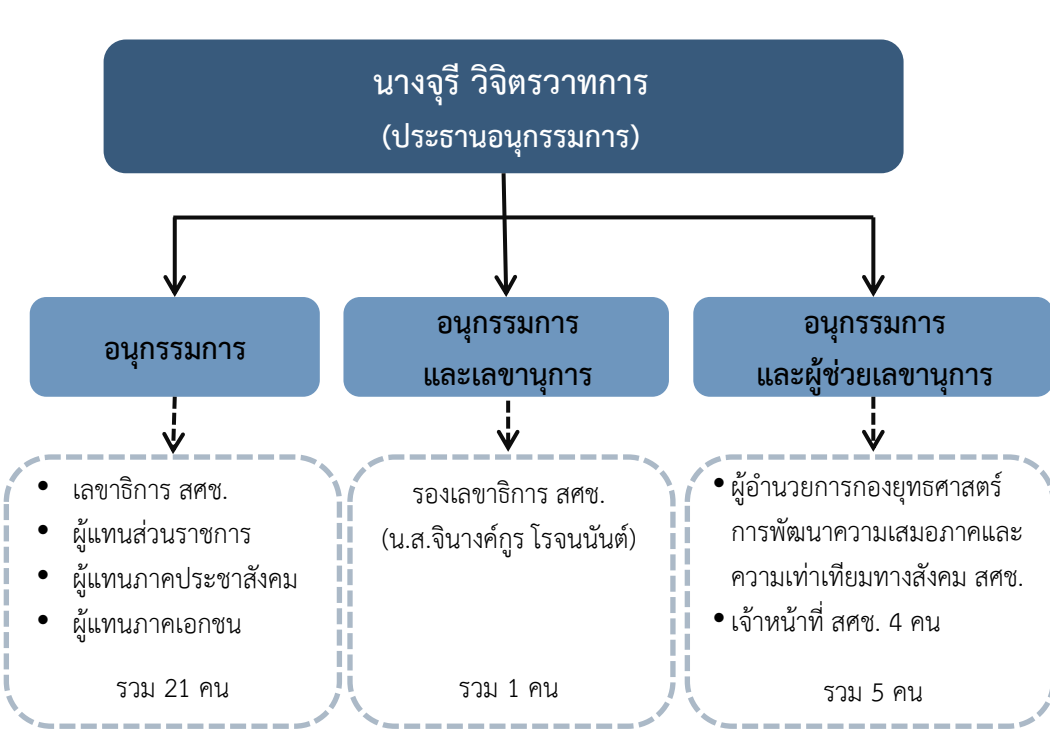 นางจุรี วิจิตรวาทการ
(ประธานอนุกรรมการ)
อนุกรรมการ
อนุกรรมการ
และเลขานุการ
อนุกรรมการ
และผู้ช่วยเลขานุการ
• เลขาธิการ สศช.
• ผู้แทนส่วนราชการ
• ผู้แทนภาคประชาสังคม
• ผู้แทนภาคเอกชน
รวม 21 คน
รองเลขาธิการ สศช.
(น.ส.จินางค์กูร โรจนนันต์)
รวม 1 คน
• ผู้อำนวยการกองยุทธศาสตร์
การพัฒนาความเสมอภาคและ
ความเท่าเทียมทางสังคม สศช.
• เจ้าหน้าที่ สศช. 4 คน
รวม 5 คน